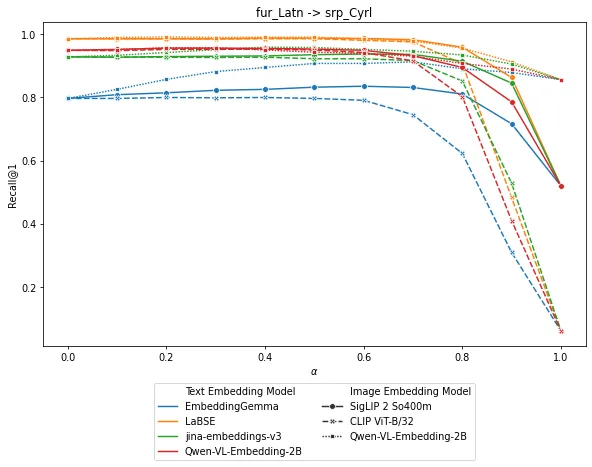 fur_Latn -> srp_Cyrl
Recall@1
1.0
0.8
0.6
0.4
0.2
0.0 0.2 0.4 0.6 0.8 1.0
α
Text Embedding Model Image Embedding Model
EmbeddingGemma SigLIP 2 So400m
LaBSE CLIP ViT-B/32
jina-embeddings-v3 Qwen-VL-Embedding-2B
Qwen-VL-Embedding-2B